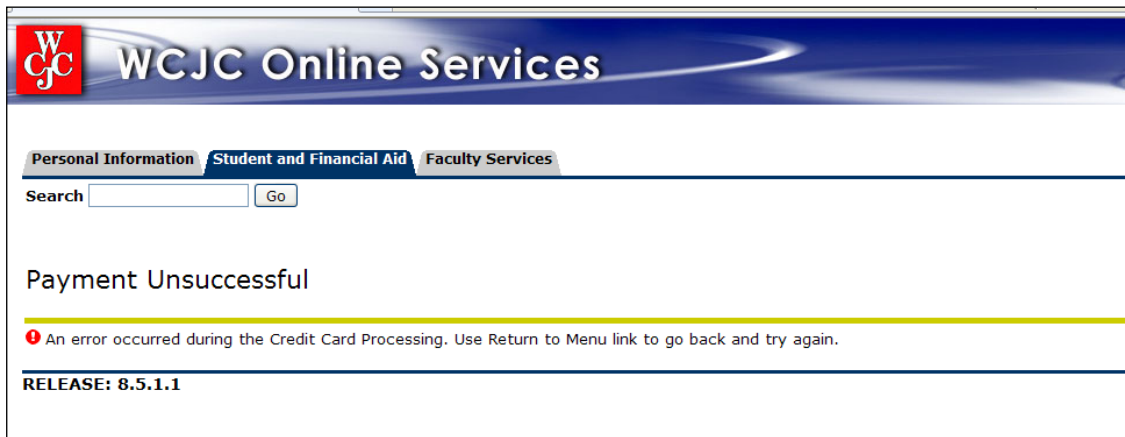 W
CJC
WCJC Online Services
Personal Information Student and Financial Aid Faculty Services
Search Go
Payment Unsuccessful
An error occurred during the Credit Card Processing. Use Return to Menu link to go back and try again.
RELEASE: 8.5.1.1